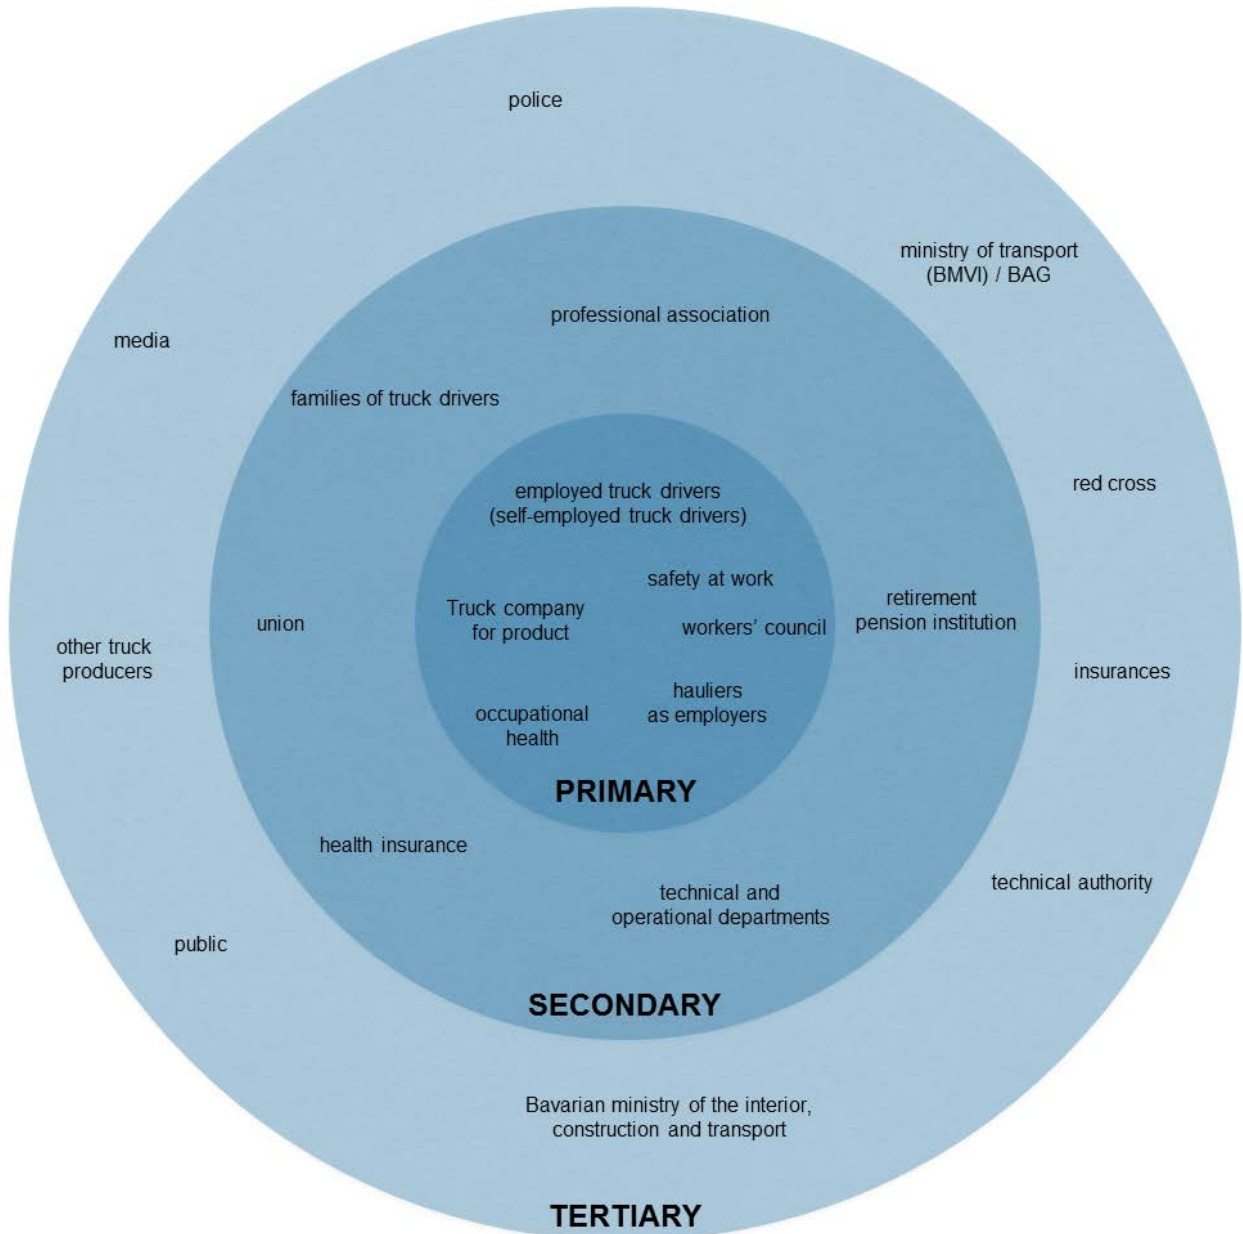 police
ministry of transport
(BMVI) / BAG
professional association
media
families of truck drivers
employed truck drivers
(self-employed truck drivers)
red cross
safety at work
Truck company
for product
workers' council
retirement
pension institution
union
other truck
producers
insurances
hauliers
as employers
occupational
health
PRIMARY
health insurance
technical and
operational departments
technical authority
public
SECONDARY
Bavarian ministry of the interior,
construction and transport
TERTIARY